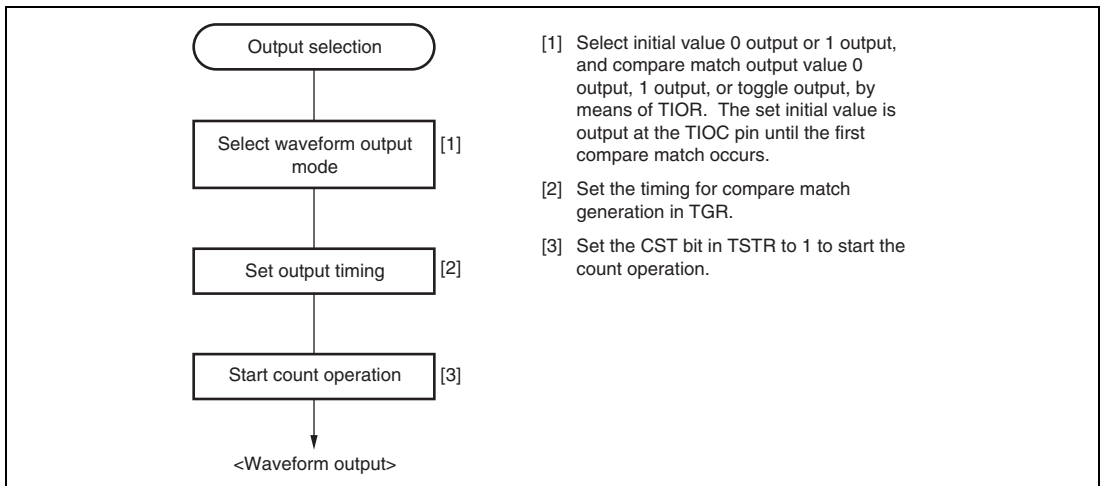 Output selection
Select waveform output
mode
[1]
Set output timing
[2]
Start count operation
[3]
<Waveform output>
[1] Select initial value 0 output or 1 output,
and compare match output value 0
output, 1 output, or toggle output, by
means of TIOR. The set initial value is
output at the TIOC pin until the first
compare match occurs.
[2] Set the timing for compare match
generation in TGR.
[3] Set the CST bit in TSTR to 1 to start the
count operation.